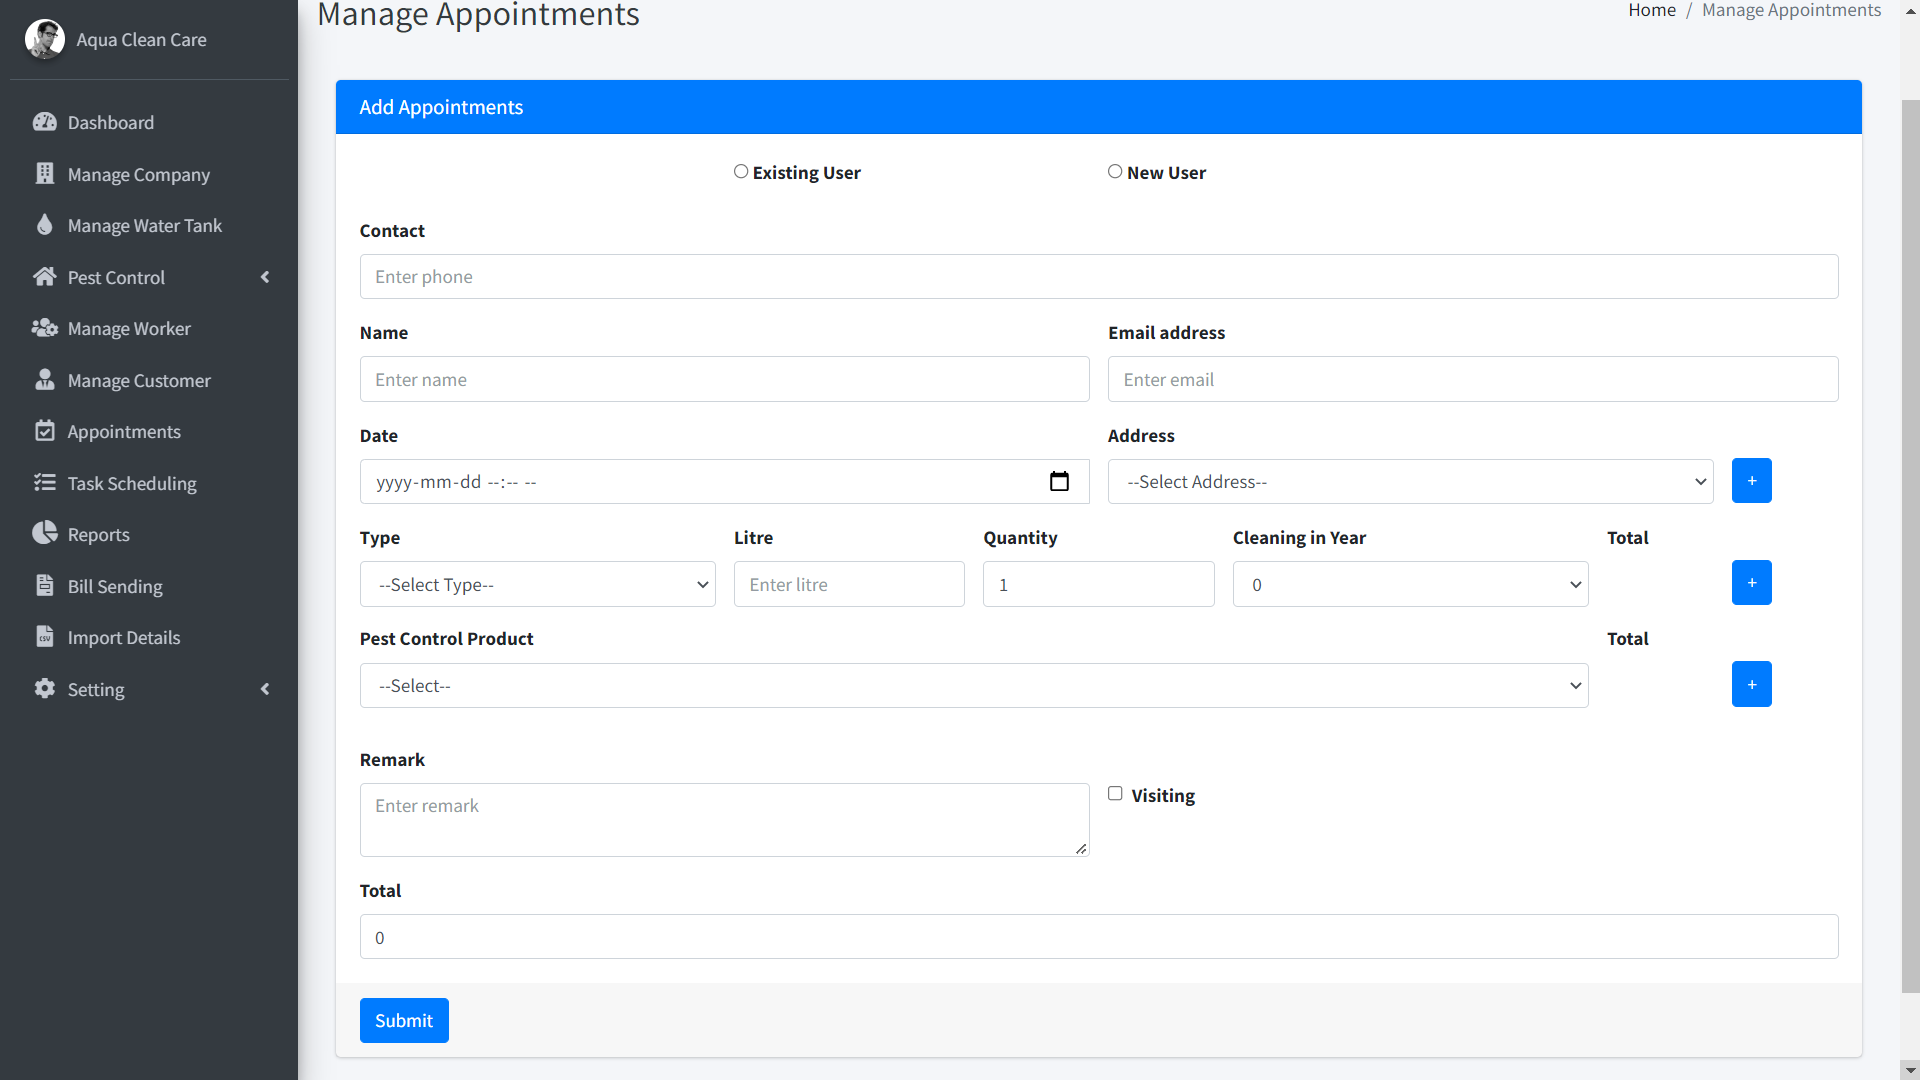 Aqua Clean Care
Dashboard
Manage Company
Manage Water Tank
Pest Control
Manage Worker
Manage Customer
Appointments
Task Scheduling
Reports
Bill Sending
Import Details
Setting
Manage Appointments
Home / Manage Appointments
Add Appointments
Existing User New User
Contact
Enter phone
Name Email address
Enter name Enter email
Date Address
yyyy-mm-dd --:-- -- --Select Address-- +
Type Litre Quantity Cleaning in Year Total
--Select Type-- Enter litre 1 0 +
Pest Control Product Total
--Select-- +
Remark
Enter remark Visiting
Total
0
Submit